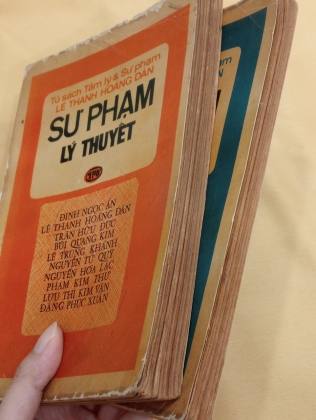 Tủ sách Tâm lý & Sư phạm
LÊ THANH HOÀNG DÂN
SƯ PHẠM
LÝ THUYẾT
ĐINH NGỌC ẤN
LÊ THANH HOÀNG DÂN
TRẦN HỮU ĐỨC
BÙI QUANG KIM
LÊ TRUNG KHÁNH
NGUYỄN TỬ QUÝ
NGUYỄN HÒA LẠC
PHẠM KIM THƯ
LƯU THỊ KIM VÂN
ĐẶNG PHÚC XUÂN
phạm